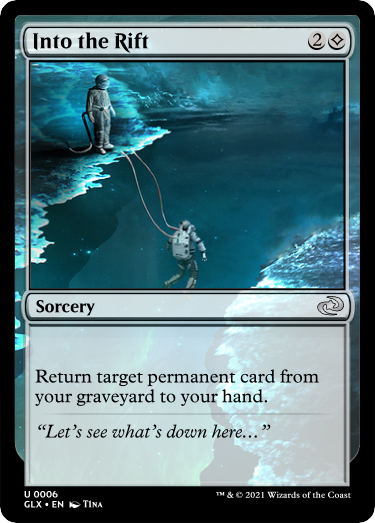 Into the Rift 2
Sorcery
Return target permanent card from
your graveyard to your hand.
“Let’s see what’s down here…”
U 0006
GLX • EN Tina
™ & © 2021 Wizards of the Coast